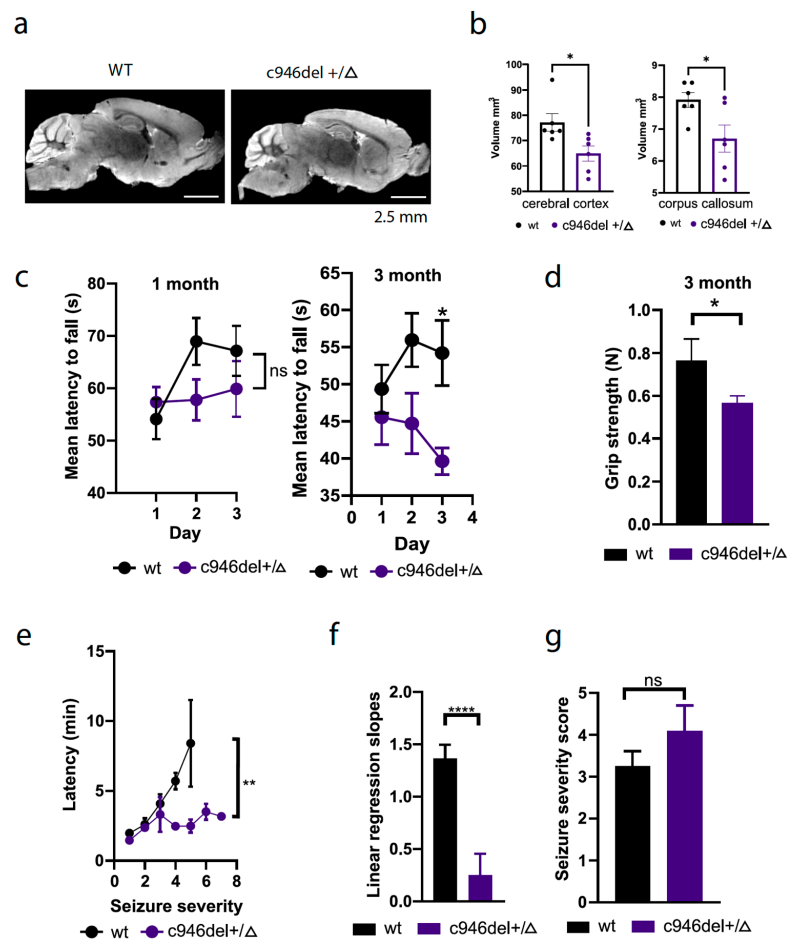 a
WT
c946del +/Δ
2.5 mm
b
Volume mm³
100
90
80
70
60
50
*
cerebral cortex
wt
c946del +/Δ
Volume mm³
9
8
7
6
5
*
corpus callosum
wt
c946del +/Δ
c
1 month
Mean latency to fall (s)
80
70
60
50
40
ns
1 2 3
Day
wt
c946del+/Δ
3 month
Mean latency to fall (s)
65
60
55
50
45
40
35
*
0 1 2 3 4
Day
wt
c946del+/Δ
d
3 month
Grip strength (N)
1.0
0.8
0.6
0.4
0.2
0.0
*
wt
c946del+/Δ
e
Latency (min)
15
10
5
0
**
0 2 4 6 8
Seizure severity
wt
c946del+/Δ
f
Linear regression slopes
2.0
1.5
1.0
0.5
0.0
****
wt
c946del+/Δ
g
Seizure severity score
5
4
3
2
1
0
ns
wt
c946del+/Δ